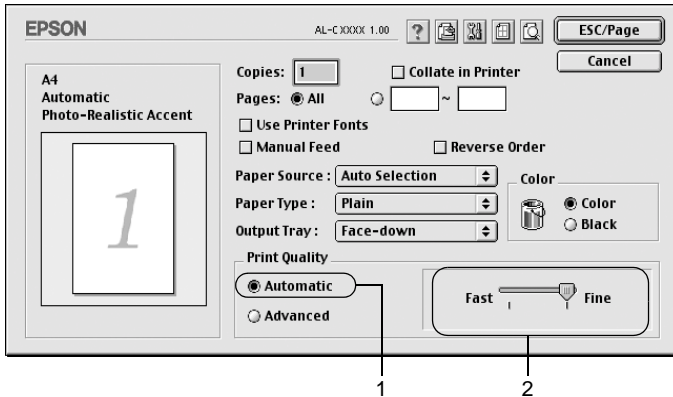 EPSON
AL-CXXXX 1.00
ESC/Page
Cancel
A4
Automatic
Photo-Realistic Accent
1
Copies: 1
Collate in Printer
Pages: All ~
Use Printer Fonts
Manual Feed
Reverse Order
Paper Source : Auto Selection
Paper Type : Plain
Output Tray : Face-down
Color
Color
Black
Print Quality
Automatic
Advanced
Fast Fine
1 2